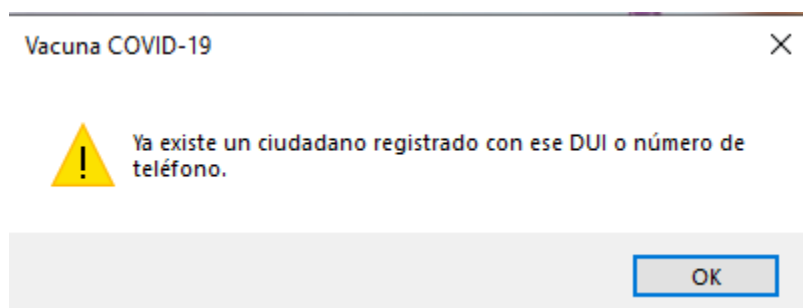 Vacuna COVID-19
Ya existe un ciudadano registrado con ese DUI o número de
teléfono.
OK